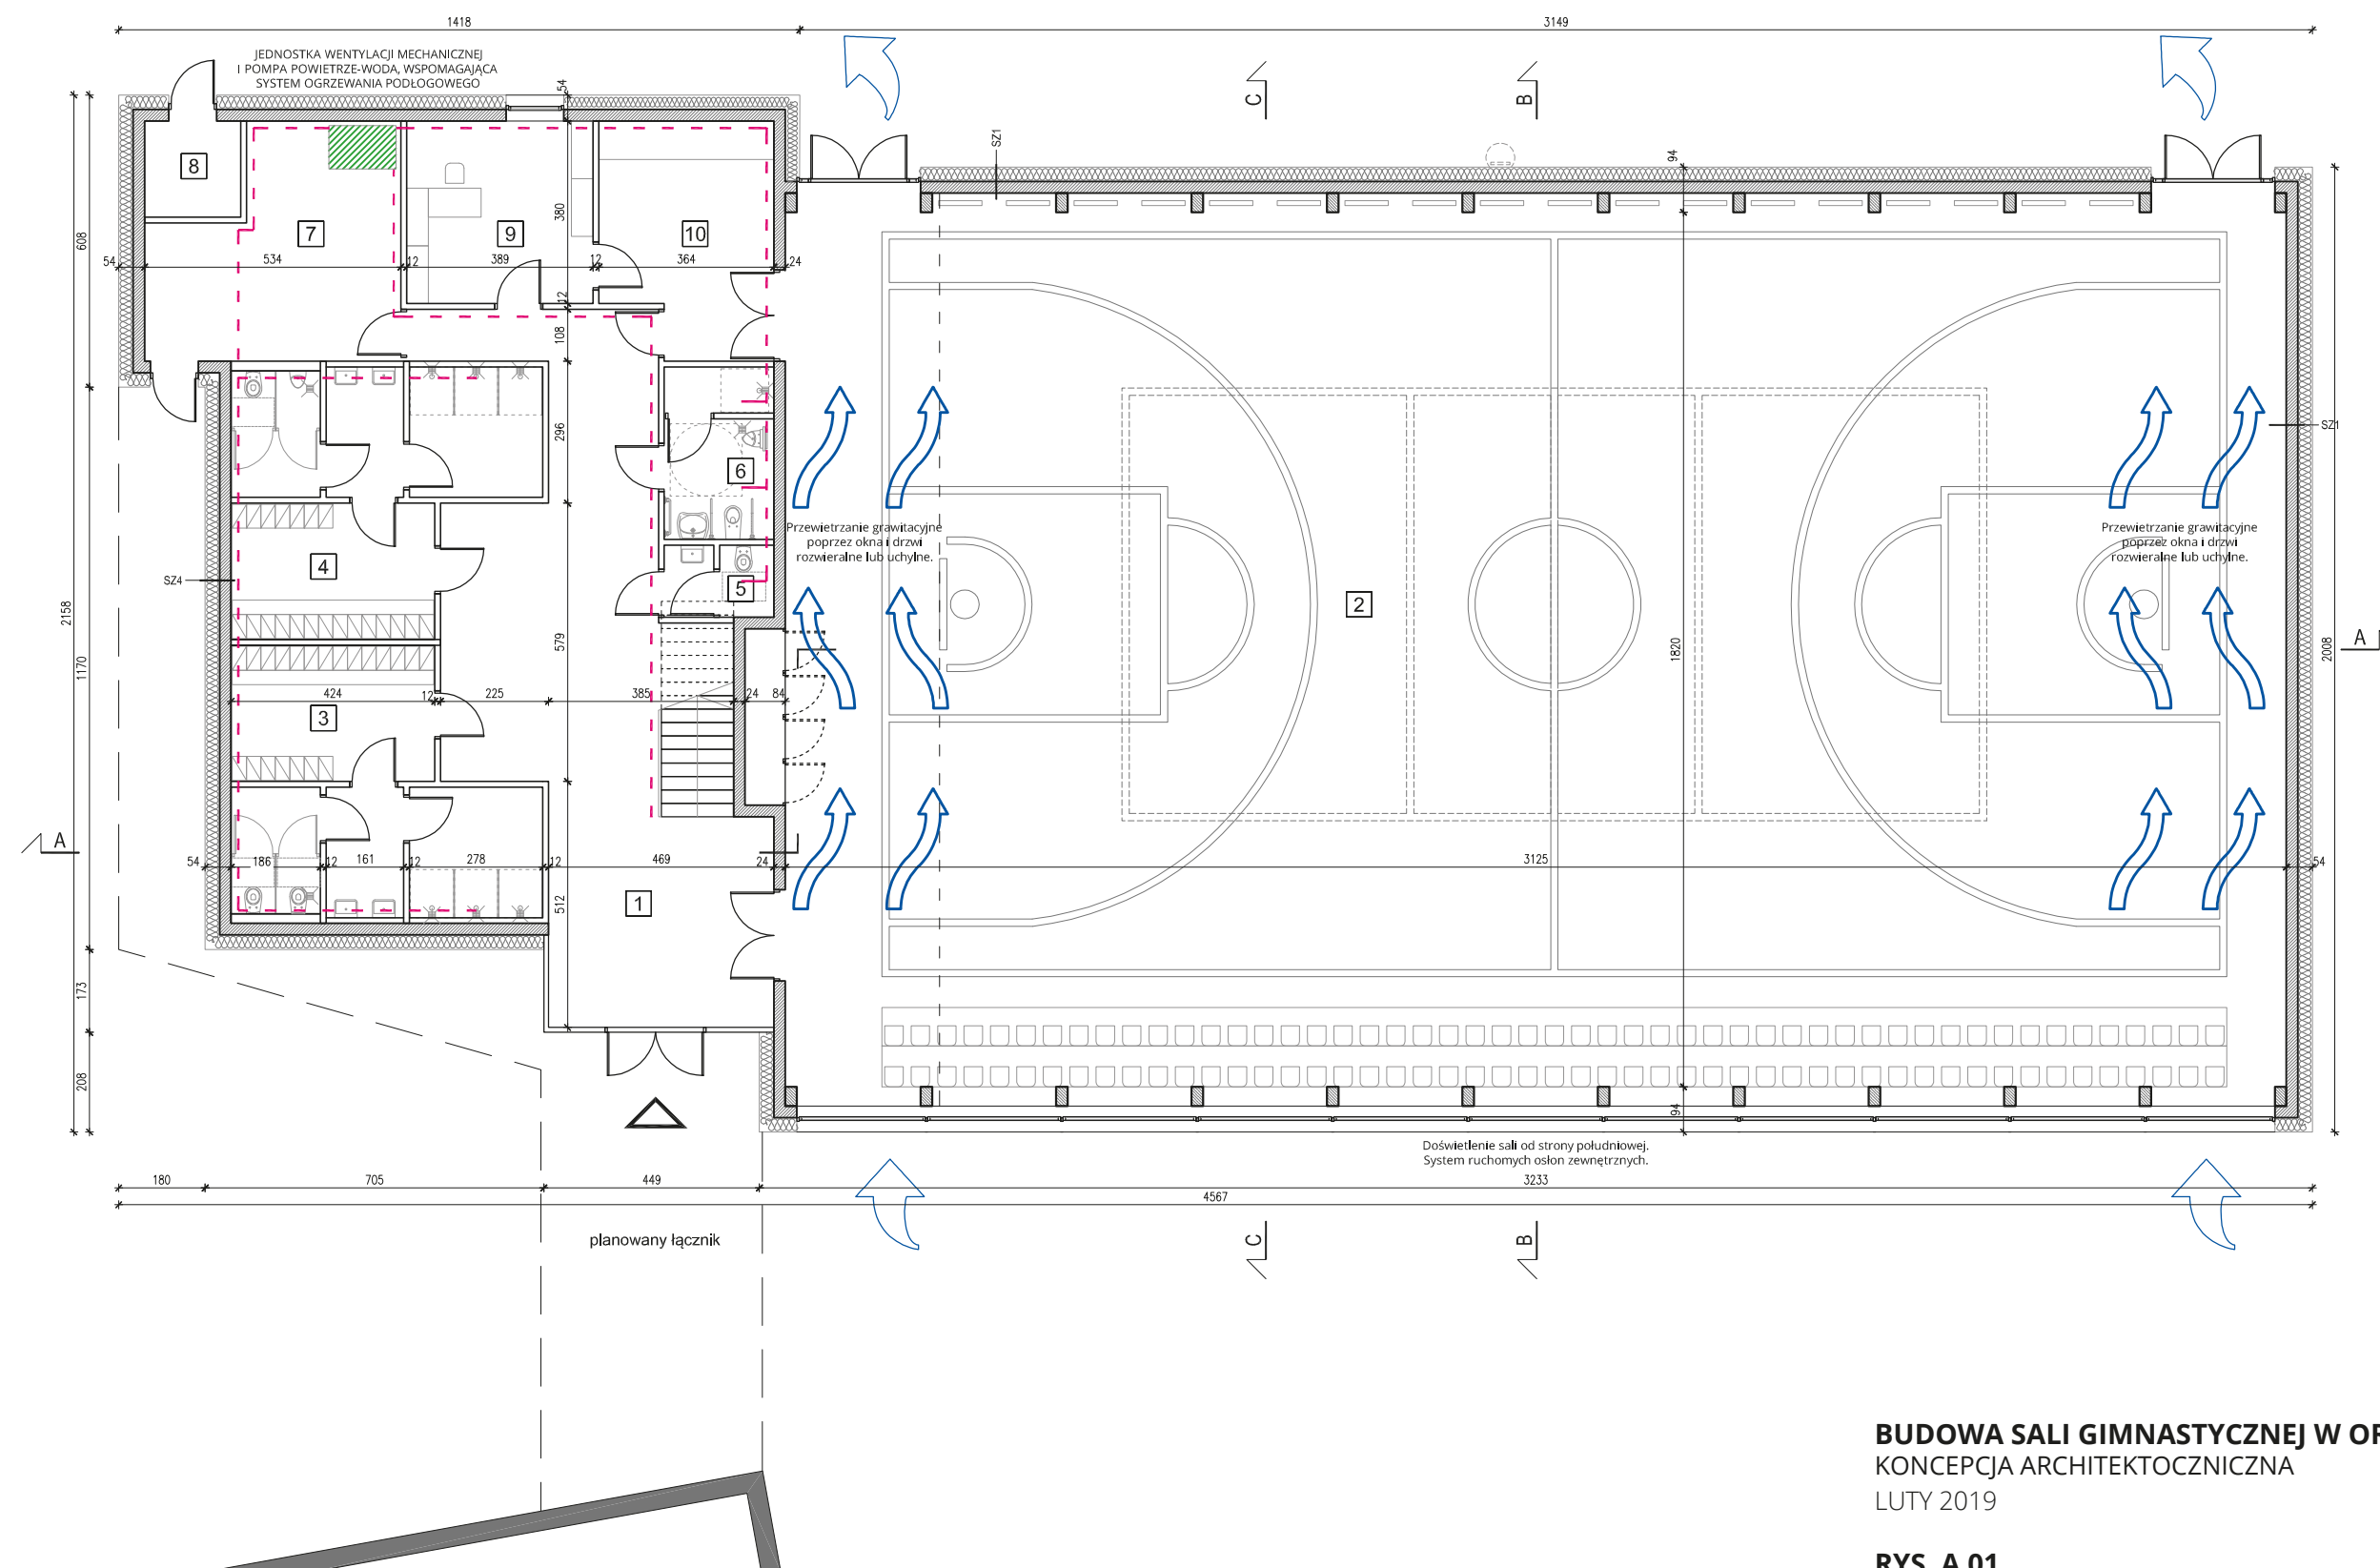 1418
3149
JEDNOSTKA WENTYLACJI MECHANICZNEJ
I POMPA POWIETRZE-WODA, WSPOMAGAJĄCA
SYSTEM OGRZEWANIA PODŁOGOWEGO
54
C
B
SZ1
94
8
7
9
10
380
608
54
534
12
389
12
364
24
12
108
296
6
SZ1
Przewietrzanie grawitacyjne
poprzez okna i drzwi
rozwieralne lub uchylne.
Przewietrzanie grawitacyjne
poprzez okna i drzwi
rozwieralne lub uchylne.
SZ4
4
5
2
2158
1170
579
1820
2008
A
424
12
225
385
24
84
3
A
54
186
12
161
12
278
12
469
24
3125
54
512
1
173
208
94
Doświetlenie sali od strony południowej.
System ruchomych osłon zewnętrznych.
180
705
449
3233
4567
planowany łącznik
C
B
BUDOWA SALI GIMNASTYCZNEJ W
KONCEPCJA ARCHITEKTOCZNICZNA
LUTY 2019
RYS. A.01